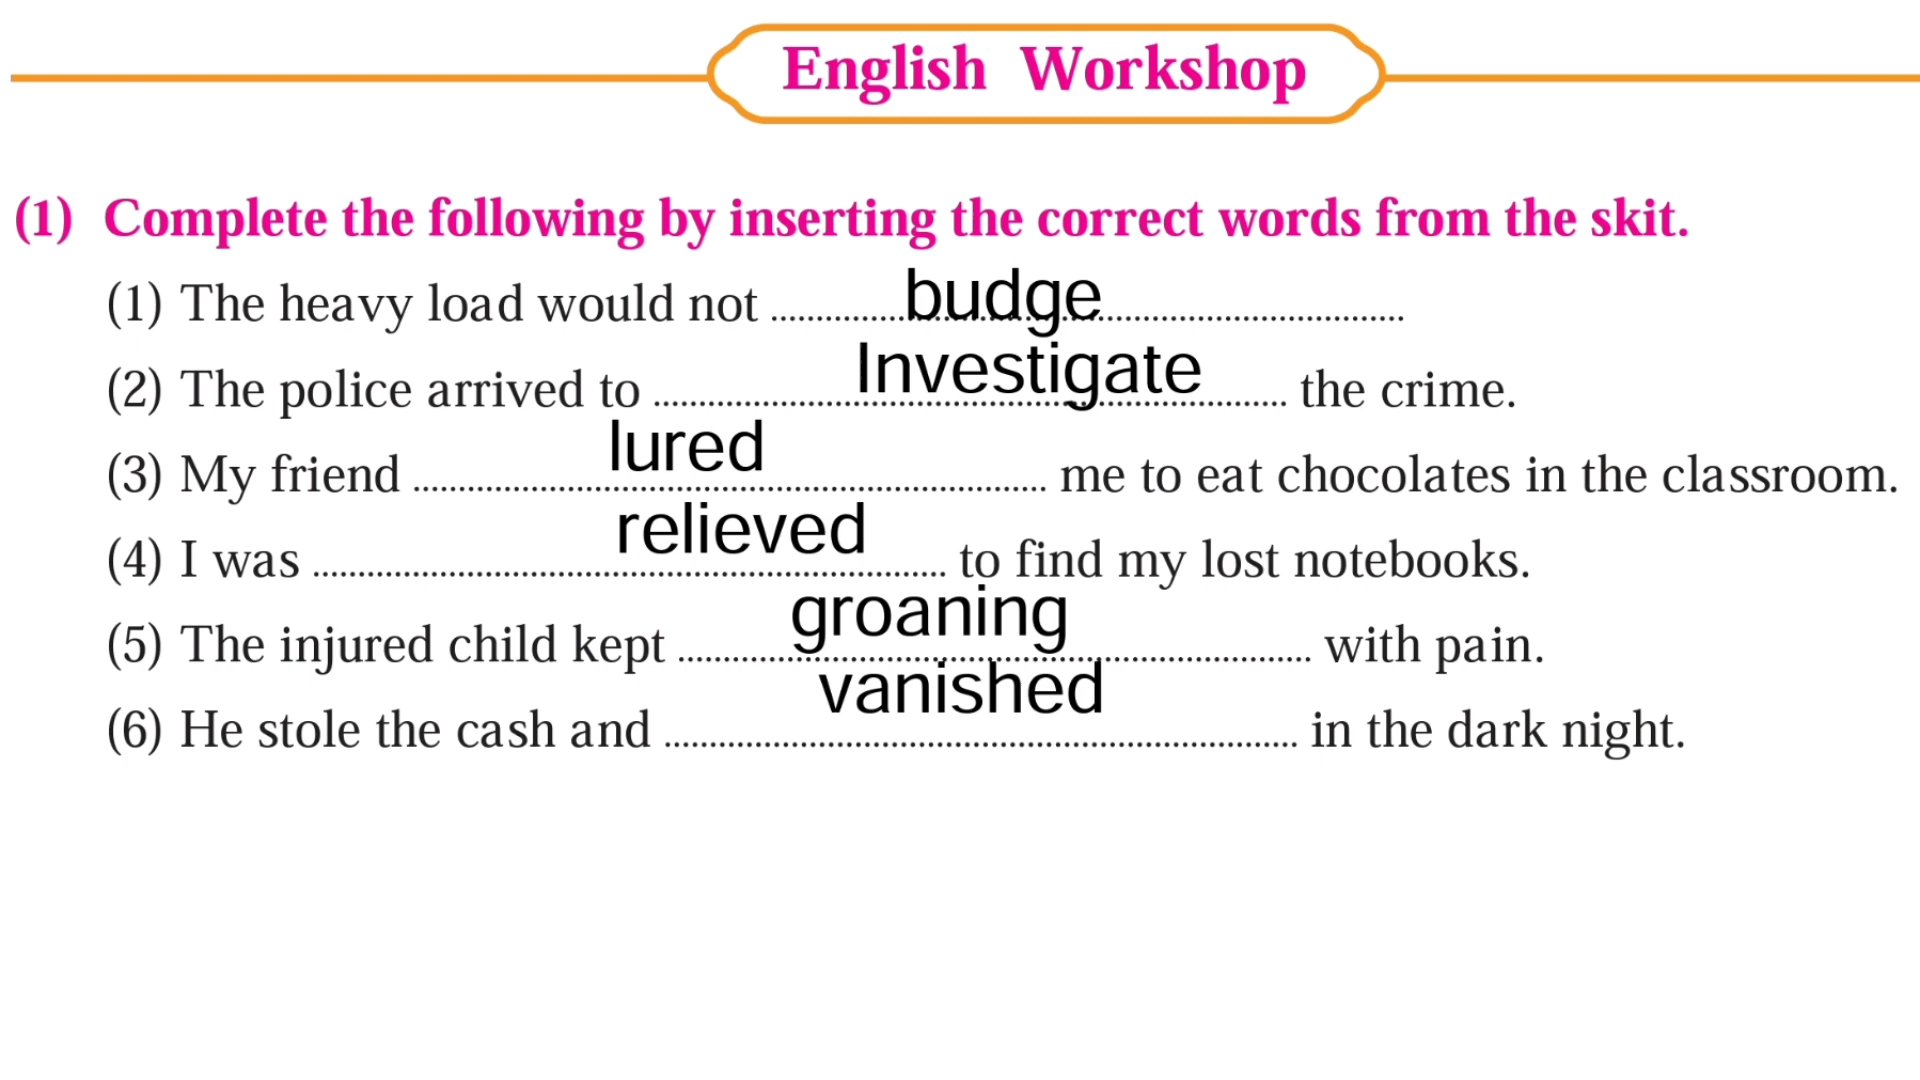 English Workshop
(1) Complete the following by inserting the correct words from the skit.
(1) The heavy load would not budge
(2) The police arrived to Investigate the crime.
(3) My friend lured me to eat chocolates in the classroom.
(4) I was relieved to find my lost notebooks.
(5) The injured child kept groaning with pain.
(6) He stole the cash and vanished in the dark night.